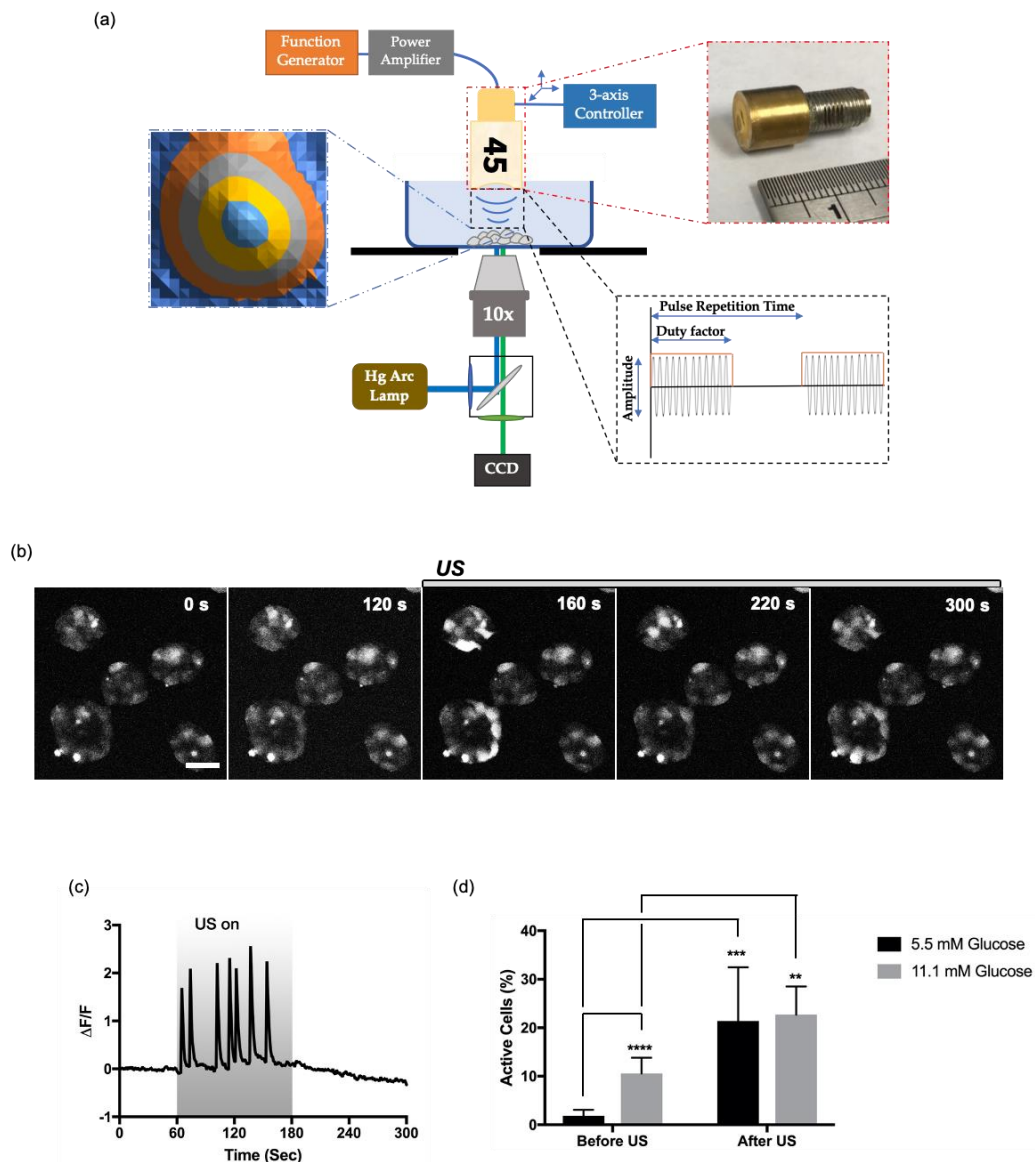 (a)
Function
Generator
Power
Amplifier
3-axis
Controller
45
1
10x
Pulse Repetition Time
Duty factor
Amplitude
Hg Arc
Lamp
CCD
(b)
US
0 s
120 s
160 s
220 s
300 s
(c)
US on
3
2
1
0
-1
ΔF/F
0
60
120
180
240
300
Time (Sec)
(d)
40
30
20
10
0
Active Cells (%)
****
***
**
Before US
After US
5.5 mM Glucose
11.1 mM Glucose